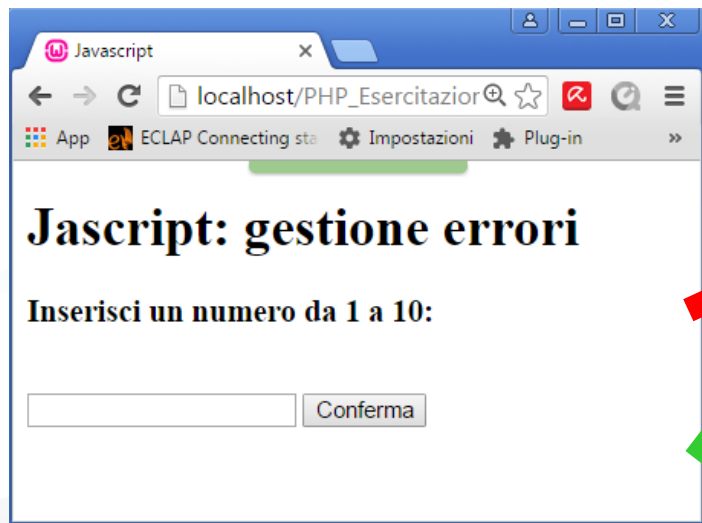 Javascript
localhost/PHP_Esercitazior
App ECLAP Connecting sta Impostazioni Plug-in »
Jascript: gestione errori
Inserisci un numero da 1 a 10:
Conferma